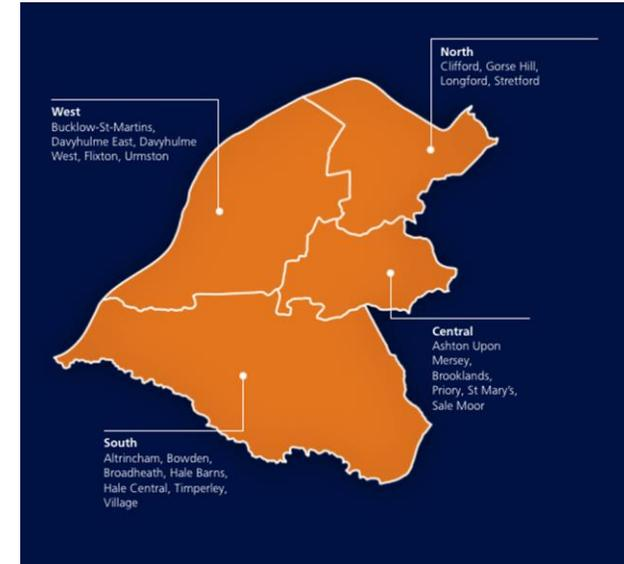 North
Clifford, Gorse Hill,
Longford, Stretford
West
Bucklow-St-Martins,
Davyhulme East, Davyhulme
West, Flixton, Urmston
Central
Ashton Upon
Mersey,
Brooklands,
Priory, St Mary's,
Sale Moor
South
Altrincham, Bowden,
Broadheath, Hale Barns,
Hale Central, Timperley,
Village